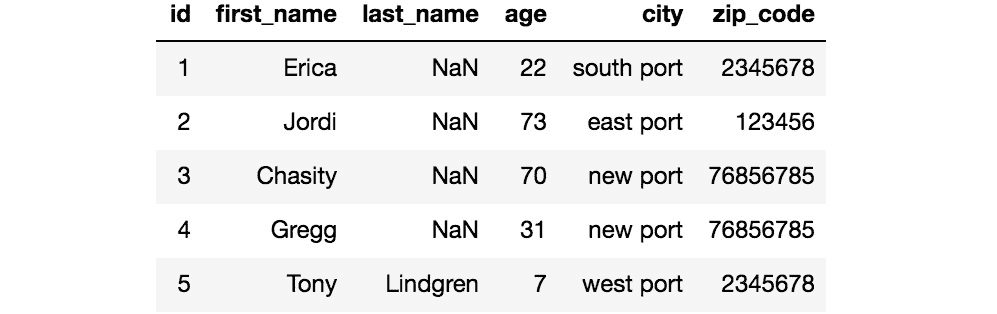 id first_name last_name age city zip_code
1 Erica NaN 22 south port 2345678
2 Jordi NaN 73 east port 123456
3 Chasity NaN 70 new port 76856785
4 Gregg NaN 31 new port 76856785
5 Tony Lindgren 7 west port 2345678